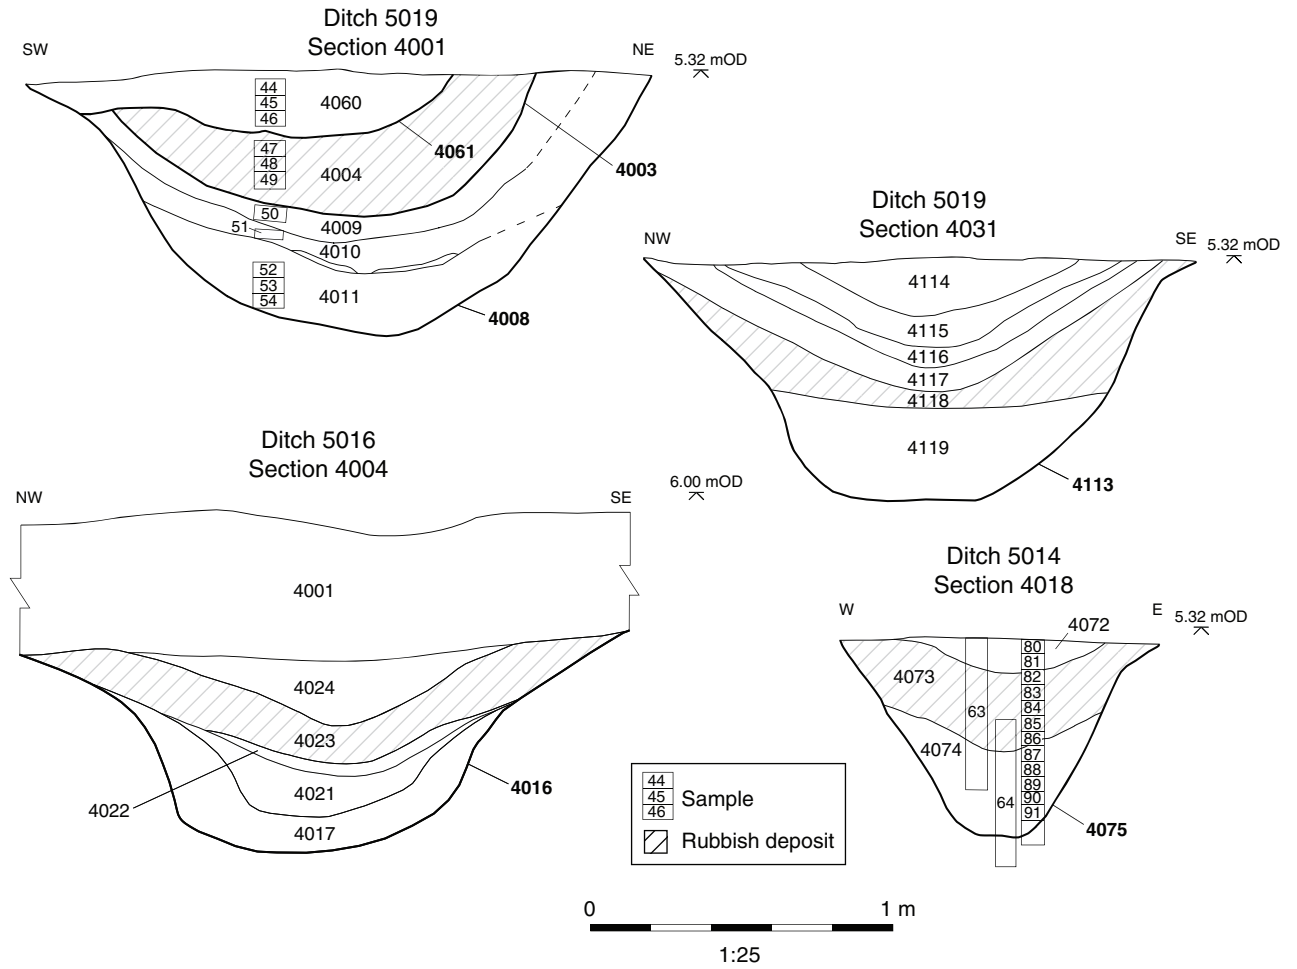 Ditch 5019
Section 4001
SW
NE
5.32 mOD
44
45
46
4060
47
48
49
4004
4061
4003
50
51
4009
4010
52
53
54
4011
4008
Ditch 5019
Section 4031
NW
SE
5.32 mOD
4114
4115
4116
4117
4118
4119
4113
Ditch 5016
Section 4004
NW
SE
6.00 mOD
4001
4024
4023
4022
4021
4017
4016
Ditch 5014
Section 4018
W
E
5.32 mOD
4072
4073
4074
63
64
80
81
82
83
84
85
86
87
88
89
90
91
4075
44
45
46
Sample
Rubbish deposit
0
1 m
1:25